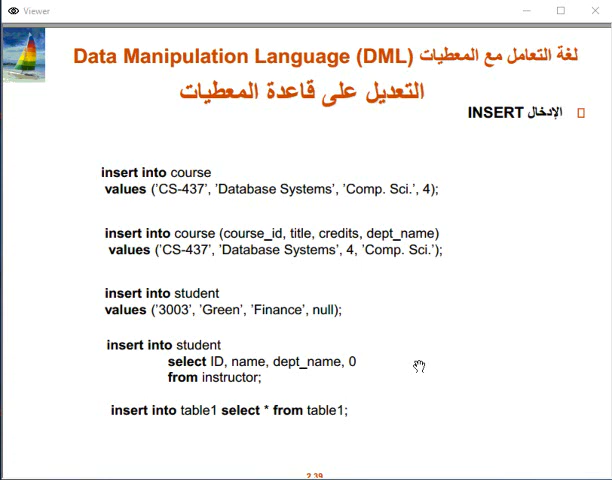 Viewer
لغة التعامل مع المعطيات Data Manipulation Language (DML)
التعديل على قاعدة المعطيات
الإدخال INSERT
insert into course
values ('CS-437', 'Database Systems', 'Comp. Sci.', 4);
insert into course (course_id, title, credits, dept_name)
values ('CS-437', 'Database Systems', 4, 'Comp. Sci.');
insert into student
values ('3003', 'Green', 'Finance', null);
insert into student
select ID, name, dept_name, 0
from instructor;
insert into table1 select * from table1;
2.39